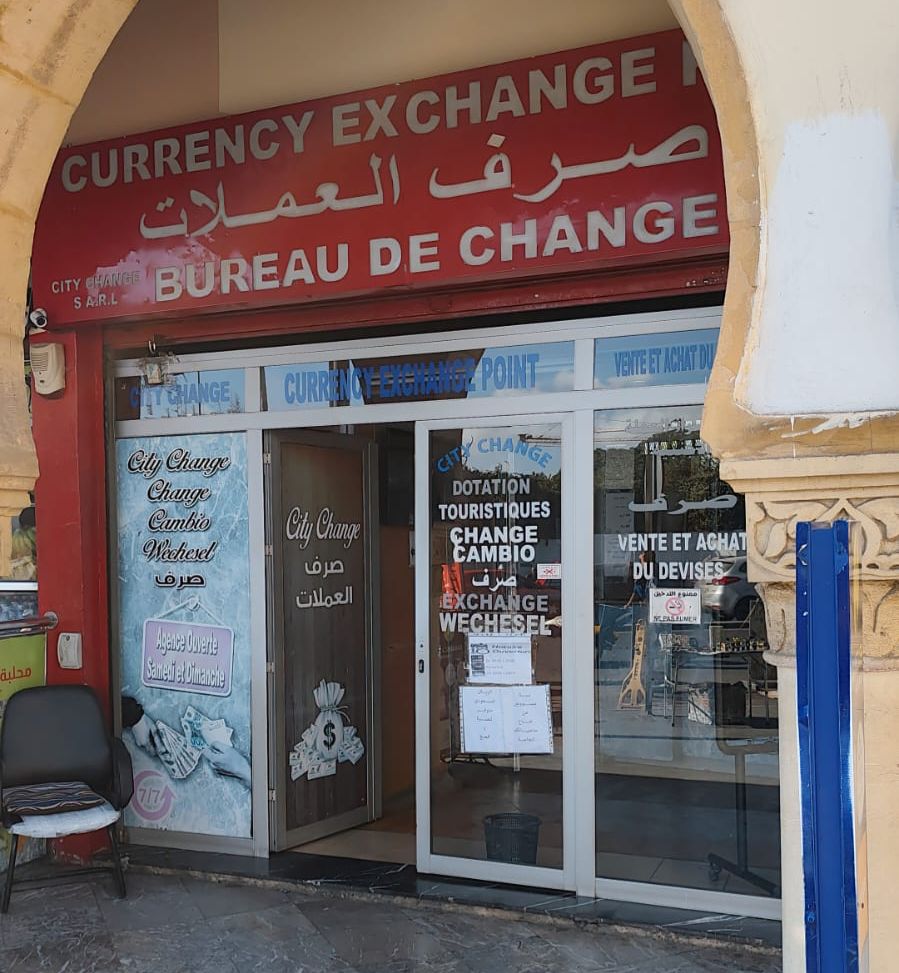 CURRENCY EXCHANGE
صرف العملات
BUREAU DE CHANGE
CITY CHANGE
S.A.R.L
CITY CHANGE
CURRENCY EXCHANGE POINT
VENTE ET ACHAT DU
City Change
Change
Cambio
Wechesel
صرف
Agence Ouverte
Samedi et Dimanche
7/7
City Change
صرف
العملات
$
CITY CHANGE
DOTATION
TOURISTIQUES
CHANGE
CAMBIO
صرف
EXCHANGE
WECHESEL
صرف
VENTE ET ACHAT
DU DEVISES
ممنوع التدخين
NE PAS FUMER
محلبة